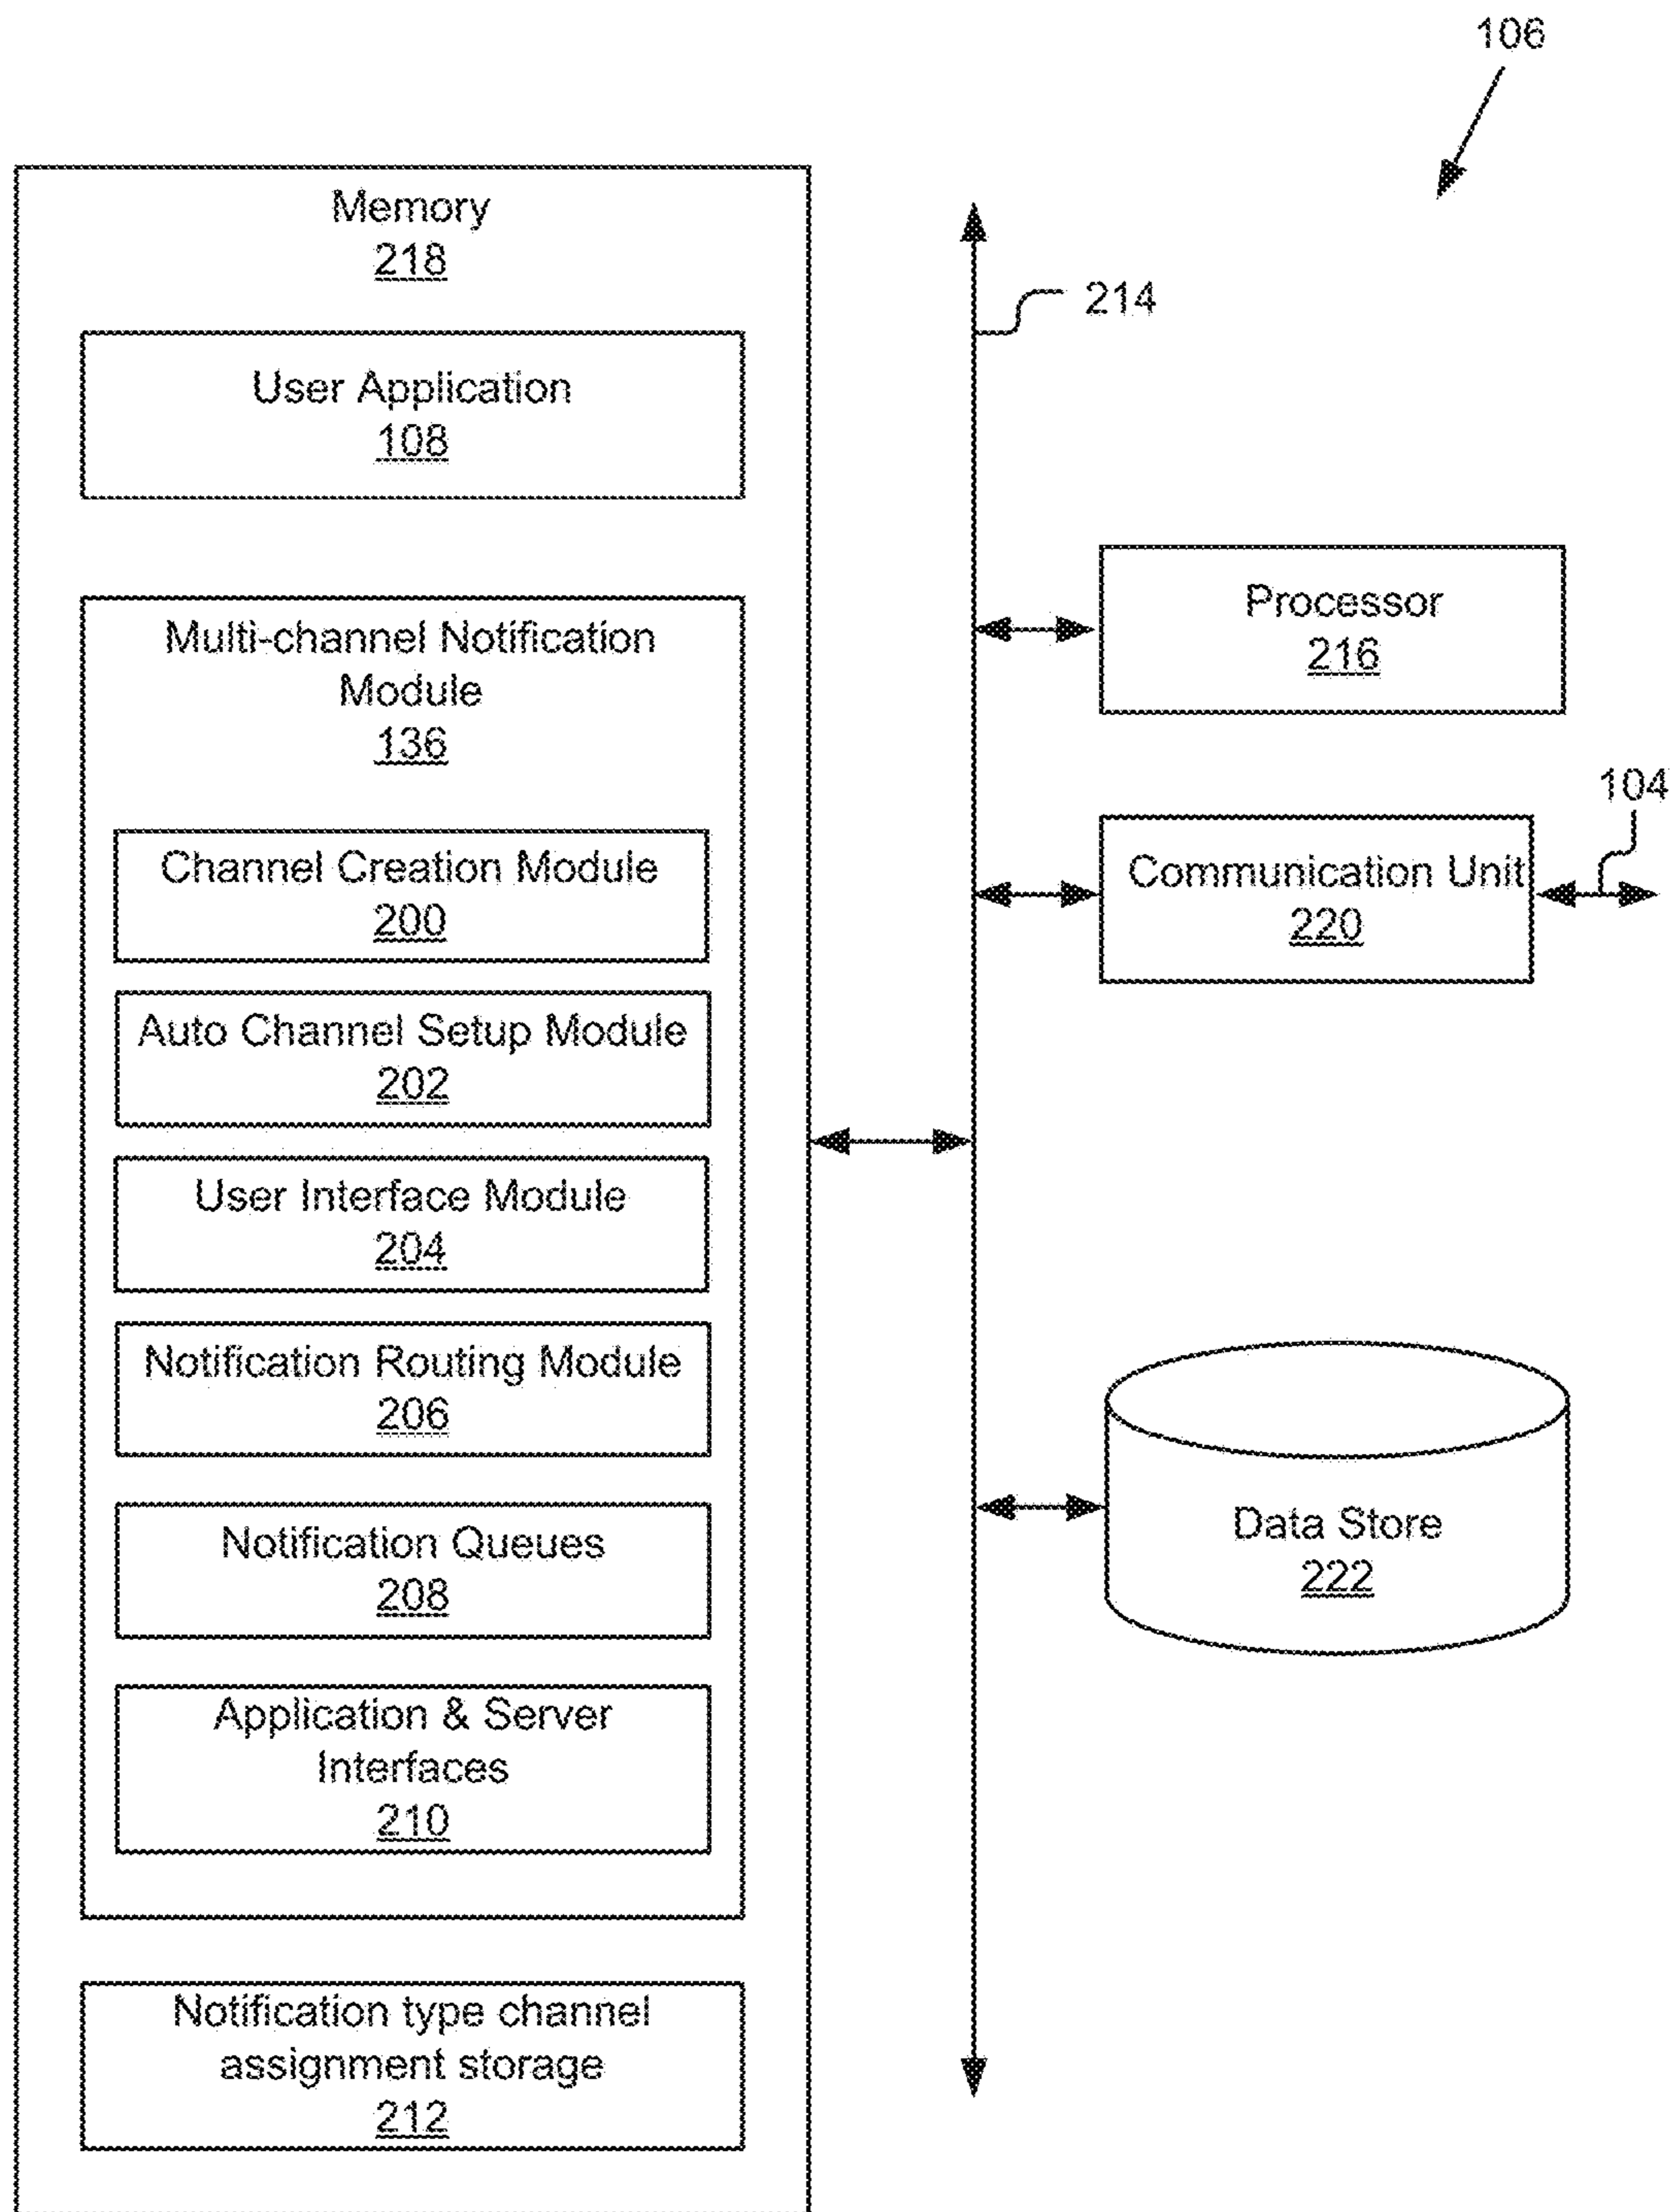 106
Memory
218
214
User Application
108
Processor
216
Multi-channel Notification
Module
136
104
Communication Unit
220
Channel Creation Module
200
Auto Channel Setup Module
202
User Interface Module
204
Notification Routing Module
206
Notification Queues
208
Data Store
222
Application & Server
Interfaces
210
Notification type channel
assignment storage
212